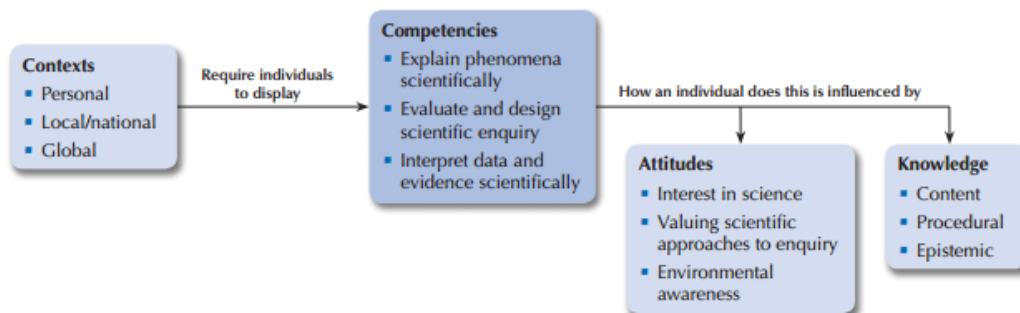 Contexts
▪ Personal
▪ Local/national
▪ Global
Require individuals
to display
Competencies
▪ Explain phenomena
scientifically
▪ Evaluate and design
scientific enquiry
▪ Interpret data and
evidence scientifically
How an individual does this is influenced by
Attitudes
▪ Interest in science
▪ Valuing scientific
approaches to enquiry
▪ Environmental
awareness
Knowledge
▪ Content
▪ Procedural
▪ Epistemic